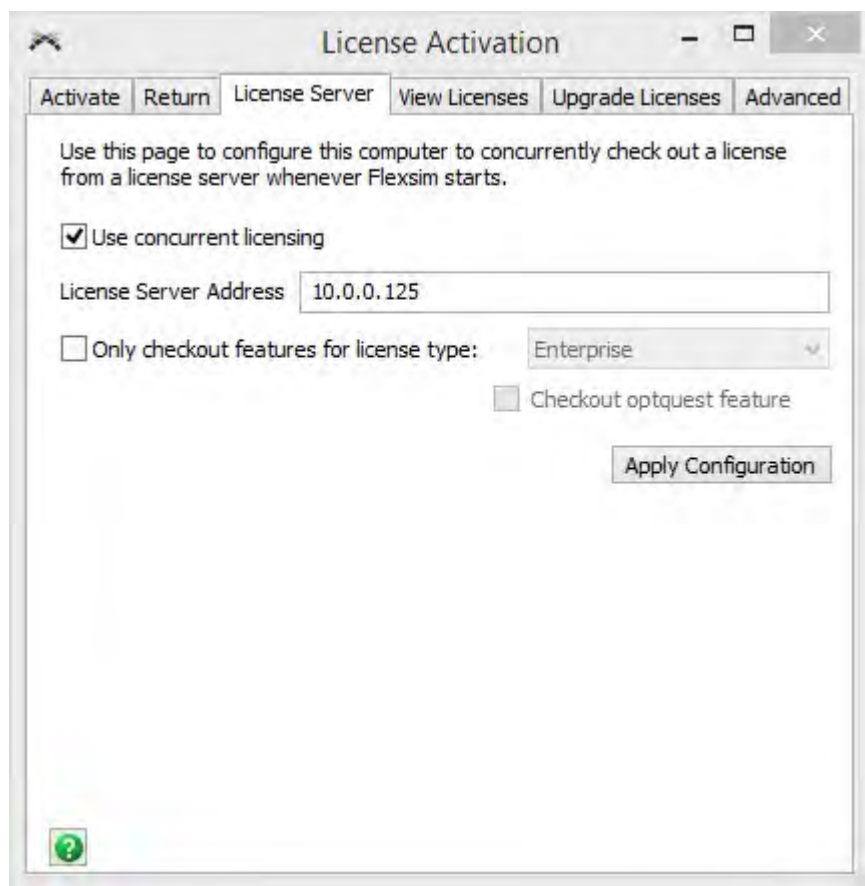 License Activation
Activate Return License Server View Licenses Upgrade Licenses Advanced
Use this page to configure this computer to concurrently check out a license
from a license server whenever Flexsim starts.
Use concurrent licensing
License Server Address 10.0.0.125
Only checkout features for license type: Enterprise
Checkout optquest feature
Apply Configuration
?